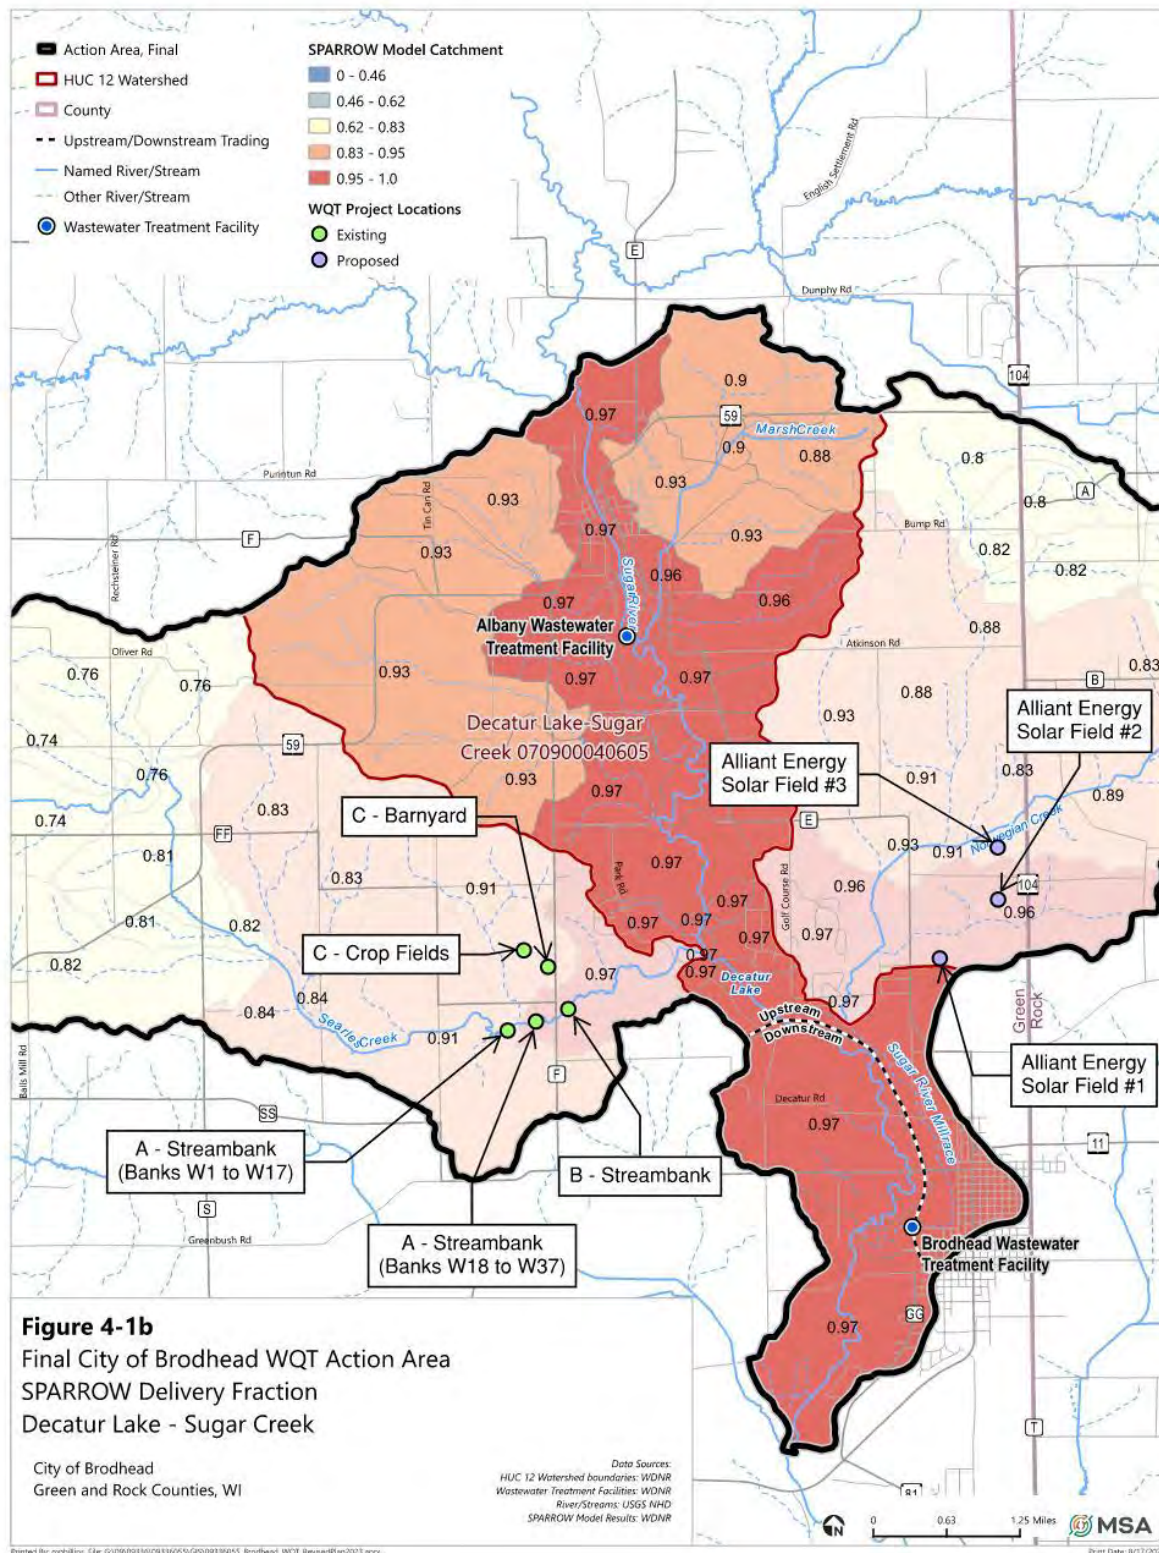 Action Area, Final
HUC 12 Watershed
County
Upstream/Downstream Trading
Named River/Stream
Other River/Stream
Wastewater Treatment Facility
SPARROW Model Catchment
0 - 0.46
0.46 - 0.62
0.62 - 0.83
0.83 - 0.95
0.95 - 1.0
WQT Project Locations
Existing
Proposed
English Settlement Rd
E
Dunphy Rd
104
0.9
0.97
59
Marsh Creek
0.9
0.88
0.8
Purintun Rd
0.93
A
Tin Can Rd
0.93
0.8
F
0.97
0.93
Bump Rd
0.82
0.93
Rechsteiner Rd
0.82
Sugar River
0.96
0.97
0.96
Albany Wastewater
Treatment Facility
0.88
Atkinson Rd
Oliver Rd
0.76
0.76
0.93
0.97
0.97
0.83
B
0.88
0.93
Alliant Energy
Solar Field #2
Decatur Lake-Sugar
Creek 070900040605
0.74
59
0.76
0.93
0.97
Alliant Energy
Solar Field #3
0.91
0.83
0.89
0.83
C - Barnyard
0.74
FF
E
Norwegian Creek
0.81
0.93
0.91
0.97
Park Rd
Golf Course Rd
0.83
0.91
0.96
104
0.97
0.96
0.81
0.82
0.97
0.97
0.97
0.97
C - Crop Fields
0.82
0.97
0.97
0.97
Decatur
Lake
0.84
0.84
0.97
Searles Creek
0.91
Upstream
Downstream
Green
Rock
Sugar River Millrace
F
Balls Mill Rd
SS
Alliant Energy
Solar Field #1
Decatur Rd
0.97
11
A - Streambank
(Banks W1 to W17)
B - Streambank
S
Greenbush Rd
A - Streambank
(Banks W18 to W37)
Brodhead Wastewater
Treatment Facility
GG
0.97
T
81
Figure 4-1b
Final City of Brodhead WQT Action Area
SPARROW Delivery Fraction
Decatur Lake - Sugar Creek
City of Brodhead
Green and Rock Counties, WI
Data Sources:
HUC 12 Watershed boundaries: WDNR
Wastewater Treatment Facilities: WDNR
River/Streams: USGS NHD
SPARROW Model Results: WDNR
N
0 0.63 1.25 Miles
MSA